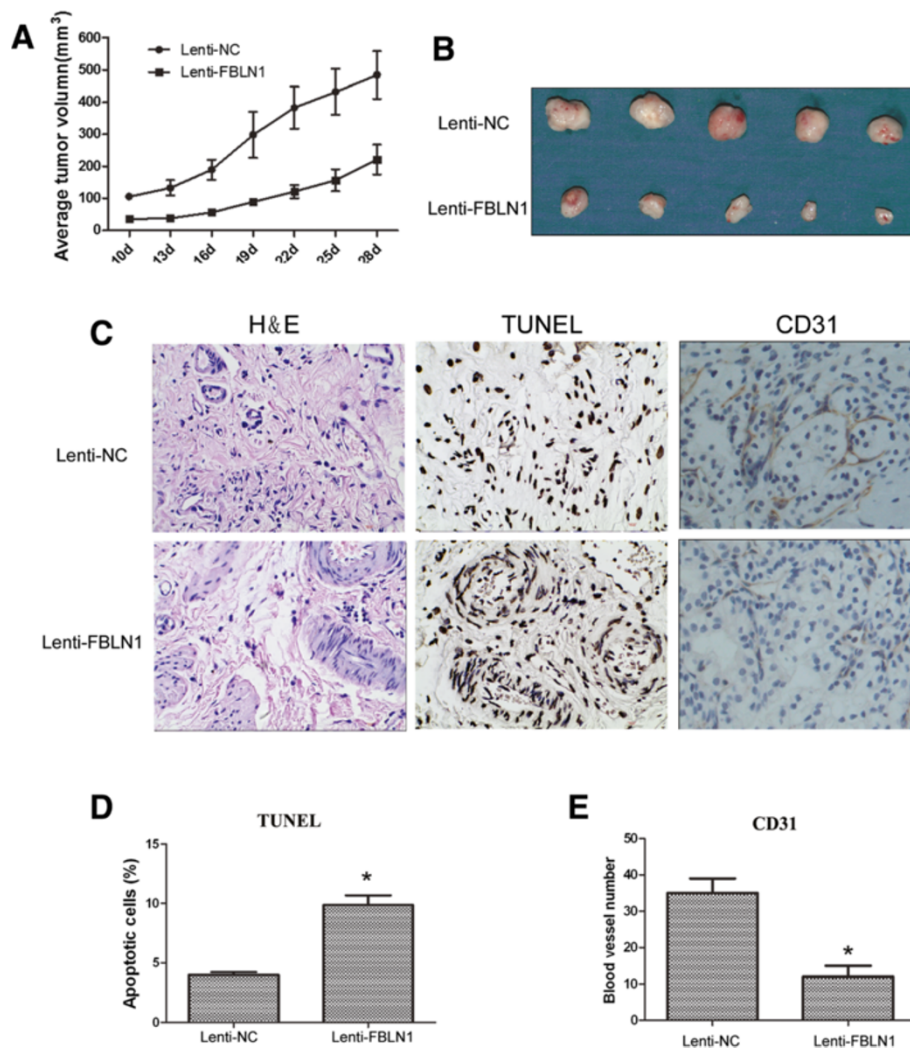 A
Average tumor volumn(mm³)
600
500
400
300
200
100
0
Lenti-NC
Lenti-FBLN1
10d
13d
16d
19d
22d
25d
28d
B
Lenti-NC
Lenti-FBLN1
C
H&E
TUNEL
CD31
Lenti-NC
Lenti-FBLN1
D
TUNEL
Apoptotic cells (%)
15
10
5
0
*
Lenti-NC
Lenti-FBLN1
E
CD31
Blood vessel number
50
40
30
20
10
0
*
Lenti-NC
Lenti-FBLN1